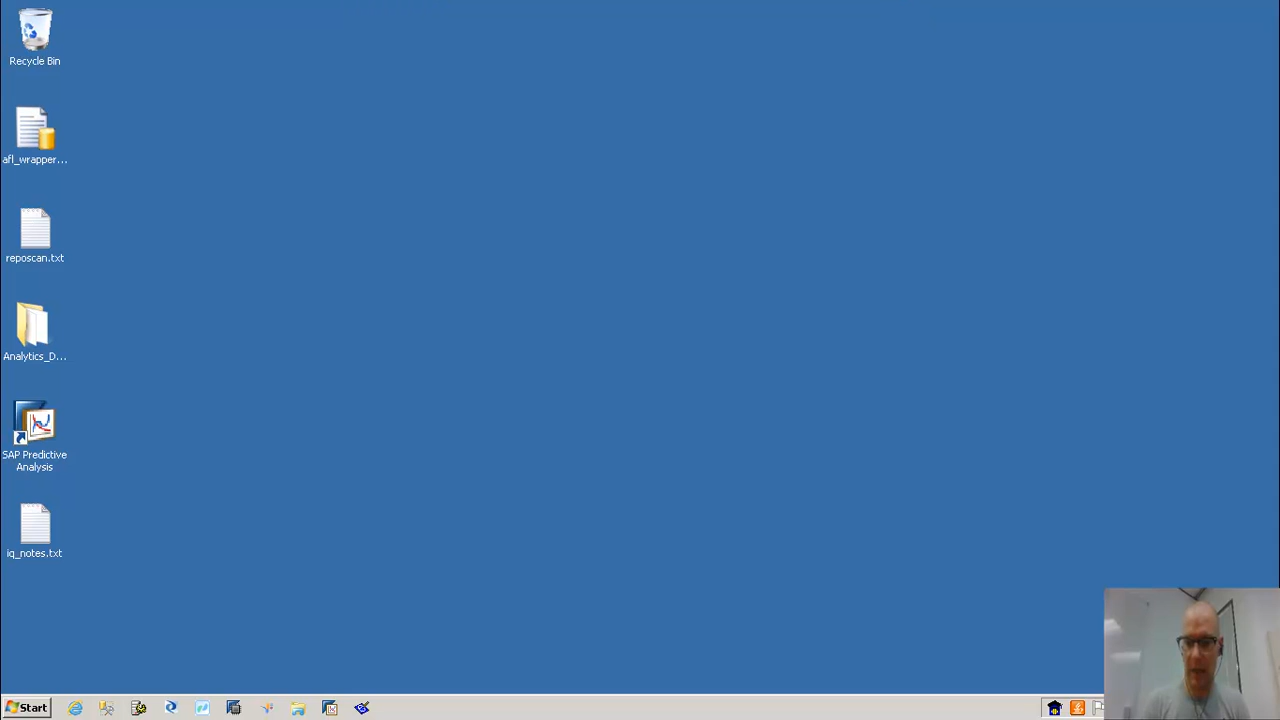 Recycle Bin
afl_wrapper...
reposcan.txt
Analytics_D...
SAP Predictive
Analysis
iq_notes.txt
Start